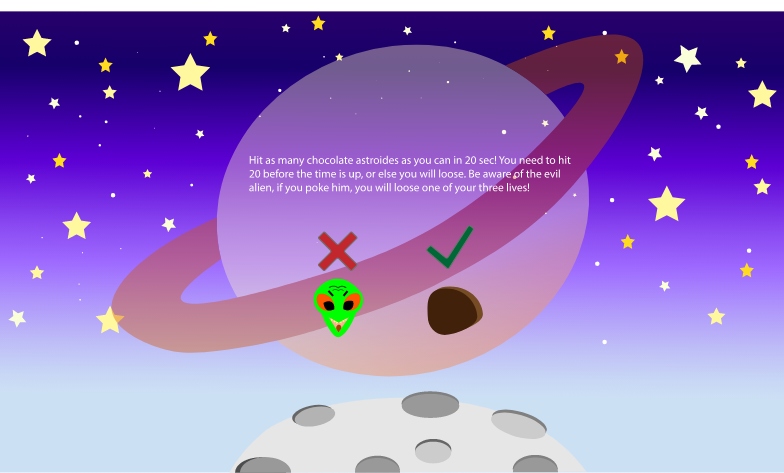 Hit as many chocolate astroides as you can in 20 sec! You need to hit
20 before the time is up, or else you will loose. Be aware of the evil
alien, if you poke him, you will loose one of your three lives!